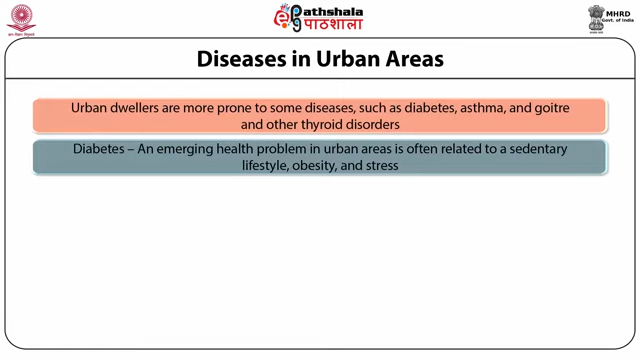 ePathshala
पाठशाला
MHRD
Govt. of India
Diseases in Urban Areas
Urban dwellers are more prone to some diseases, such as diabetes, asthma, and goitre
and other thyroid disorders
Diabetes – An emerging health problem in urban areas is often related to a sedentary
lifestyle, obesity, and stress